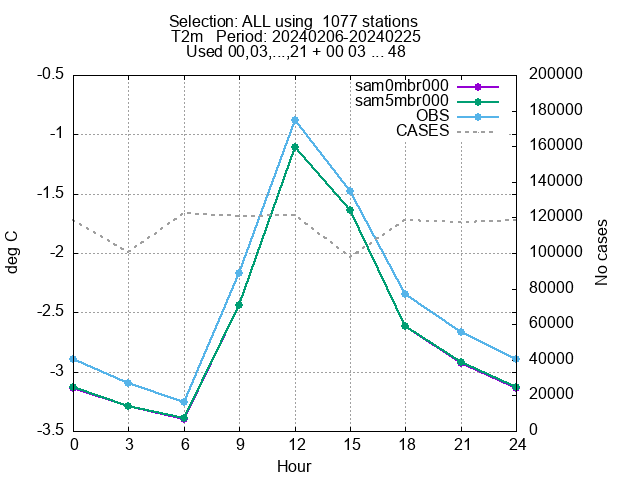 Selection: ALL using  1077 stations
T2m   Period: 20240206-20240225
Used 00,03,...,21 + 00 03 ... 48
sam0mbr000
sam5mbr000
OBS
CASES
-0.5
-1
-1.5
-2
-2.5
-3
-3.5
deg C
200000
180000
160000
140000
120000
100000
80000
60000
40000
20000
0
No cases
0 3 6 9 12 15 18 21 24
Hour